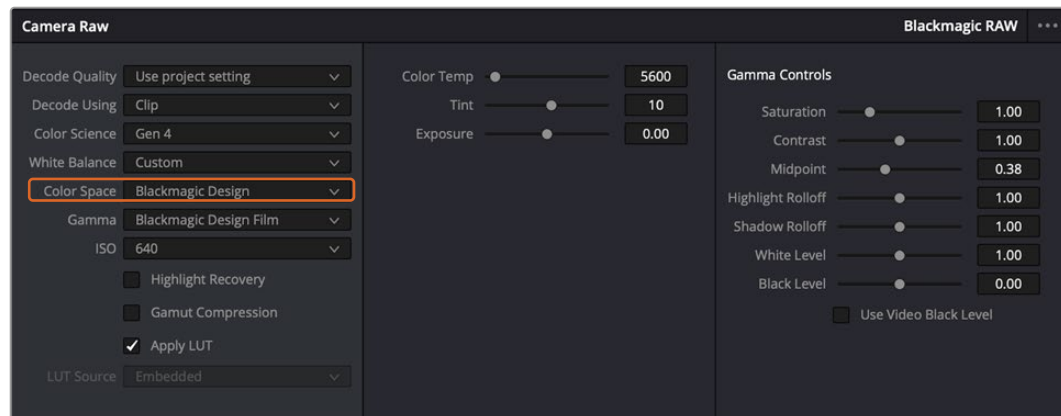 Camera Raw
Blackmagic RAW
Decode Quality Use project setting
Decode Using Clip
Color Science Gen 4
White Balance Custom
Color Space Blackmagic Design
Gamma Blackmagic Design Film
ISO 640
Highlight Recovery
Gamut Compression
Apply LUT
LUT Source Embedded
Color Temp 5600
Tint 10
Exposure 0.00
Gamma Controls
Saturation 1.00
Contrast 1.00
Midpoint 0.38
Highlight Rolloff 1.00
Shadow Rolloff 1.00
White Level 1.00
Black Level 0.00
Use Video Black Level